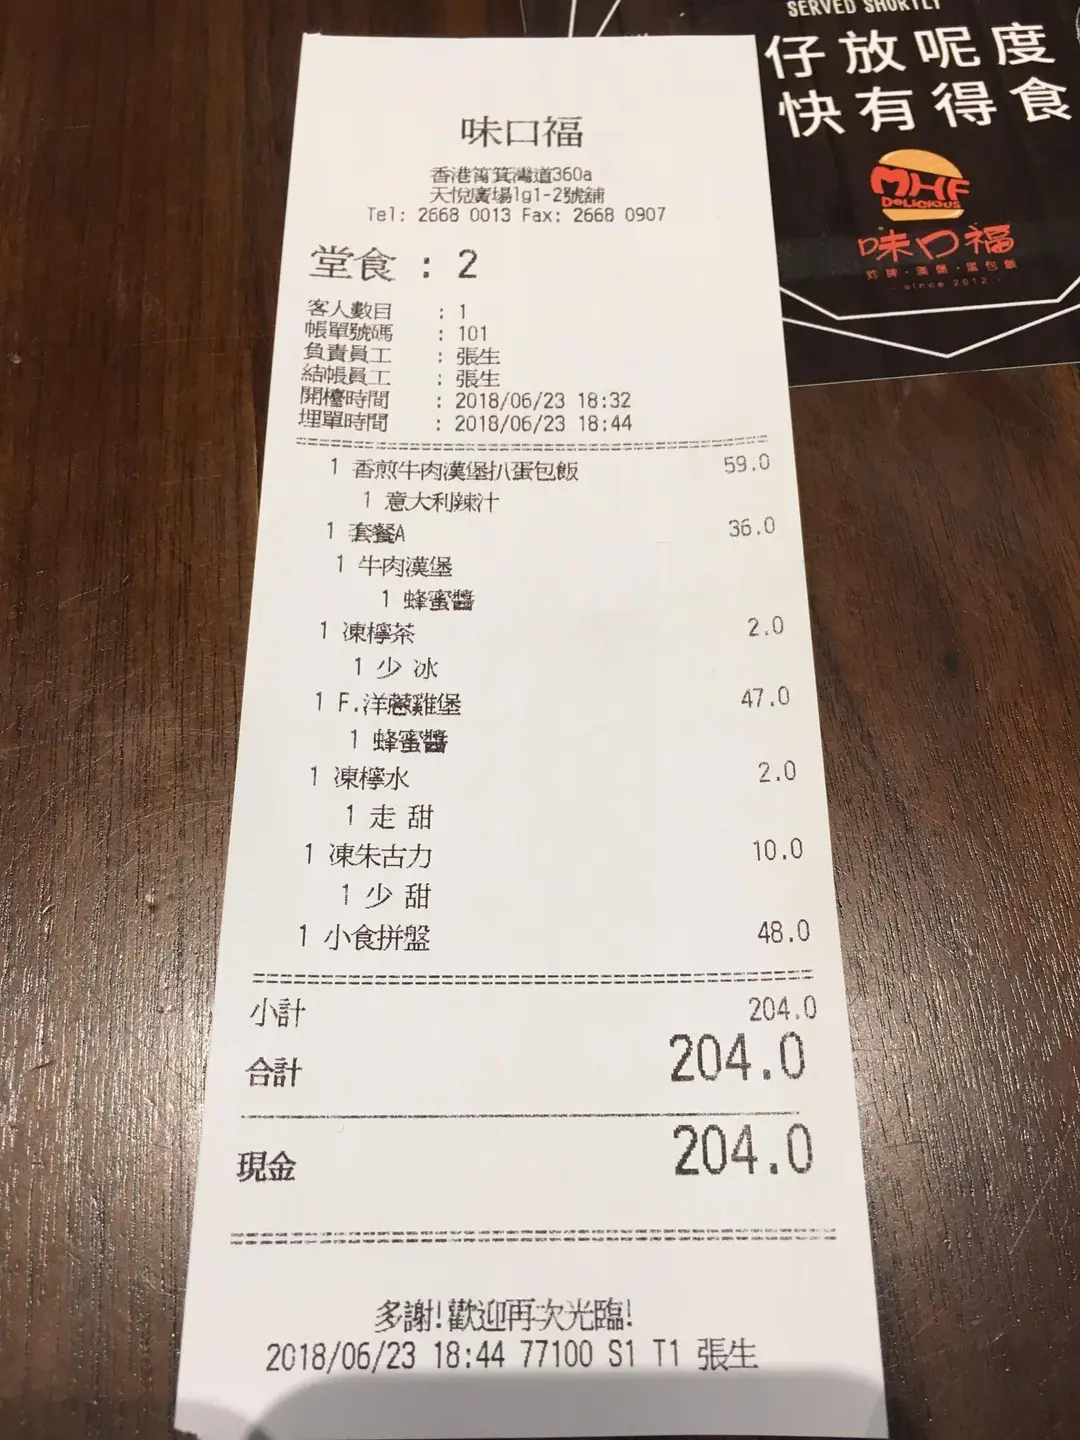 SERVED SHORTLY
仔放呢度
快有得食
MHF
DELICIOUS
味口福
since 2012
味口福
香港筲箕灣道360a
天悅廣場lg1-2號舖
Tel: 2668 0013 Fax: 2668 0907
堂食 : 2
客人數目 : 1
帳單號碼 : 101
負責員工 : 張生
結帳員工 : 張生
開檯時間 : 2018/06/23 18:32
埋單時間 : 2018/06/23 18:44
1 香煎牛肉漢堡扒蛋包飯 59.0
1 意大利辣汁
1 套餐A 36.0
1 牛肉漢堡
1 蜂蜜醬
1 凍檸茶 2.0
1 少 冰
1 F.洋蔥雞堡 47.0
1 蜂蜜醬
1 凍檸水 2.0
1 走 甜
1 凍朱古力 10.0
1 少 甜
1 小食拼盤 48.0
小計 204.0
合計 204.0
現金 204.0
多謝!歡迎再次光臨!
2018/06/23 18:44 77100 S1 T1 張生